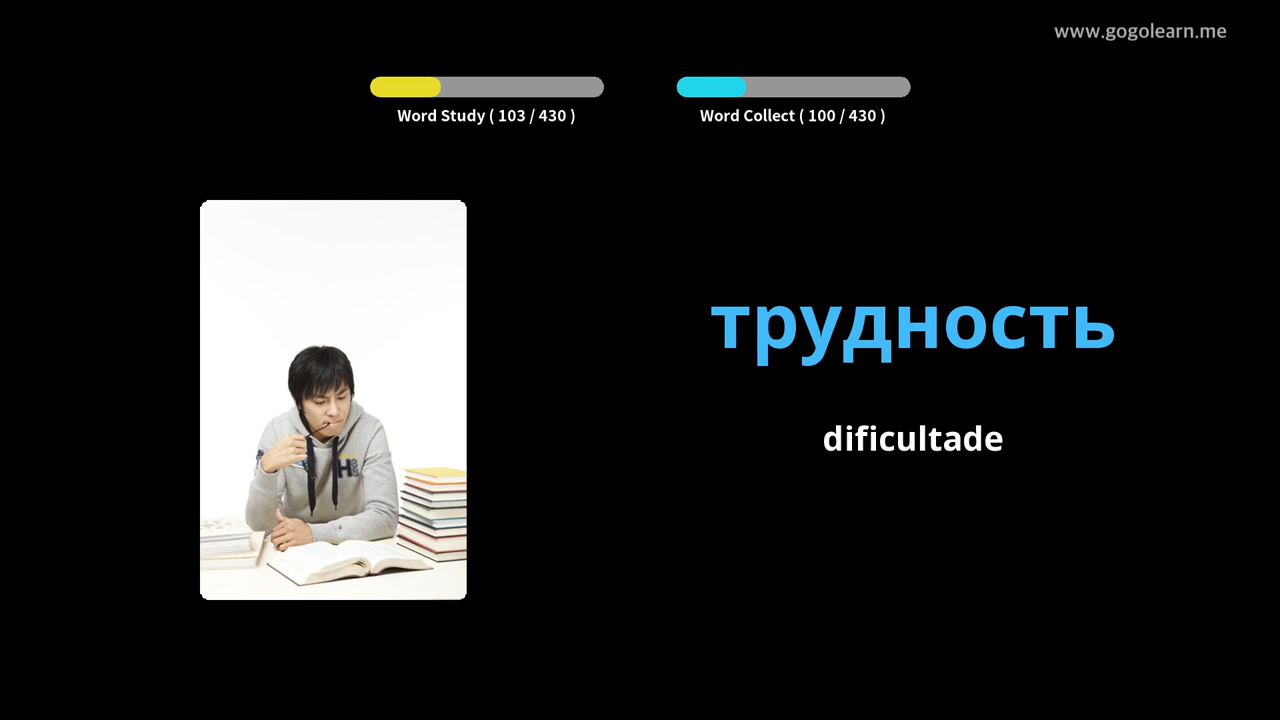 www.gogolearn.me
Word Study ( 103 / 430 )
Word Collect ( 100 / 430 )
трудность
dificultade
H